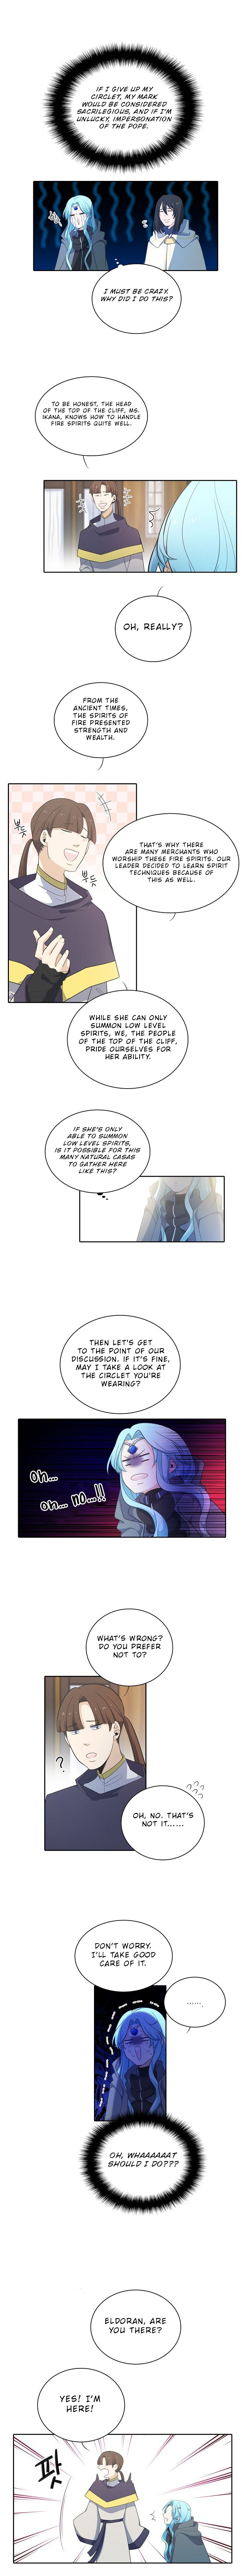 IF I GIVE UP MY
CIRCLET, MY MARK
WOULD BE CONSIDERED
SACRILEGIOUS, AND IF I'M
UNLUCKY, IMPERSONATION
OF THE POPE.
I MUST BE CRAZY.
WHY DID I DO THIS?
TO BE HONEST, THE HEAD
OF THE TOP OF THE CLIFF, MS.
IKANA, KNOWS HOW TO HANDLE
FIRE SPIRITS QUITE WELL.
OH, REALLY?
FROM THE
ANCIENT TIMES,
THE SPIRITS OF
FIRE PRESENTED
STRENGTH AND
WEALTH.
뿌듯
뿌듯
THAT'S WHY THERE
ARE MANY MERCHANTS WHO
WORSHIP THESE FIRE SPIRITS. OUR
LEADER DECIDED TO LEARN SPIRIT
TECHNIQUES BECAUSE OF
THIS AS WELL.
WHILE SHE CAN ONLY
SUMMON LOW LEVEL
SPIRITS, WE, THE PEOPLE
OF THE TOP OF THE CLIFF,
PRIDE OURSELVES FOR
HER ABILITY.
IF SHE'S ONLY
ABLE TO SUMMON
LOW LEVEL SPIRITS,
IS IT POSSIBLE FOR THIS
MANY NATURAL CASAS
TO GATHER HERE
LIKE THIS?
THEN LET'S GET
TO THE POINT OF OUR
DISCUSSION. IF IT'S FINE,
MAY I TAKE A LOOK AT
THE CIRCLET YOU'RE
WEARING?
Oh...
oh... no...!!
WHAT'S WRONG?
DO YOU PREFER
NOT TO?
?
OH, NO. THAT'S
NOT IT......
DON'T WORRY.
I'LL TAKE GOOD
CARE OF IT.
.......
OH, WHAAAAAAT
SHOULD I DO???
ELDORAN, ARE
YOU THERE?
YES! I'M
HERE!
팟